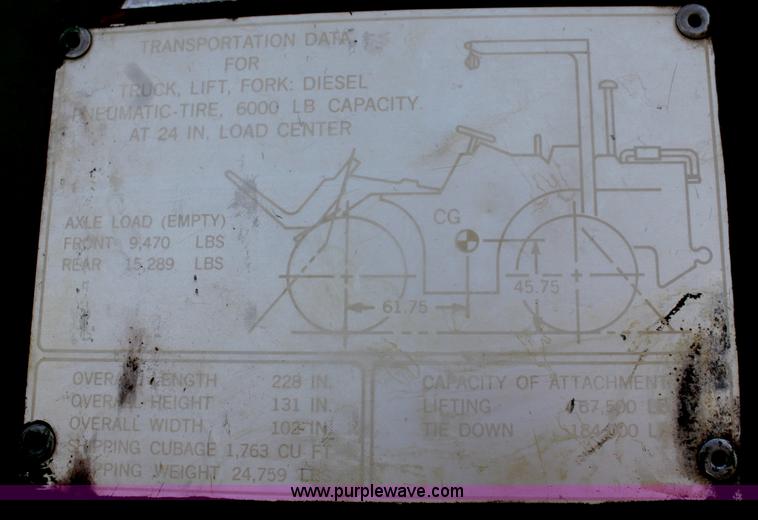 TRANSPORTATION DATA
FOR
TRUCK, LIFT, FORK: DIESEL
PNEUMATIC-TIRE, 6000 LB CAPACITY
AT 24 IN. LOAD CENTER
CG
AXLE LOAD (EMPTY)
FRONT 9,470 LBS
REAR 15,289 LBS
45.75
61.75
OVERALL LENGTH 228 IN.
OVERALL HEIGHT 131 IN.
OVERALL WIDTH 102 IN.
SHIPPING CUBAGE 1,763 CU FT
SHIPPING WEIGHT 24,759 LBS
CAPACITY OF ATTACHMENT
LIFTING 67,500
TIE DOWN
www.purplewave.com